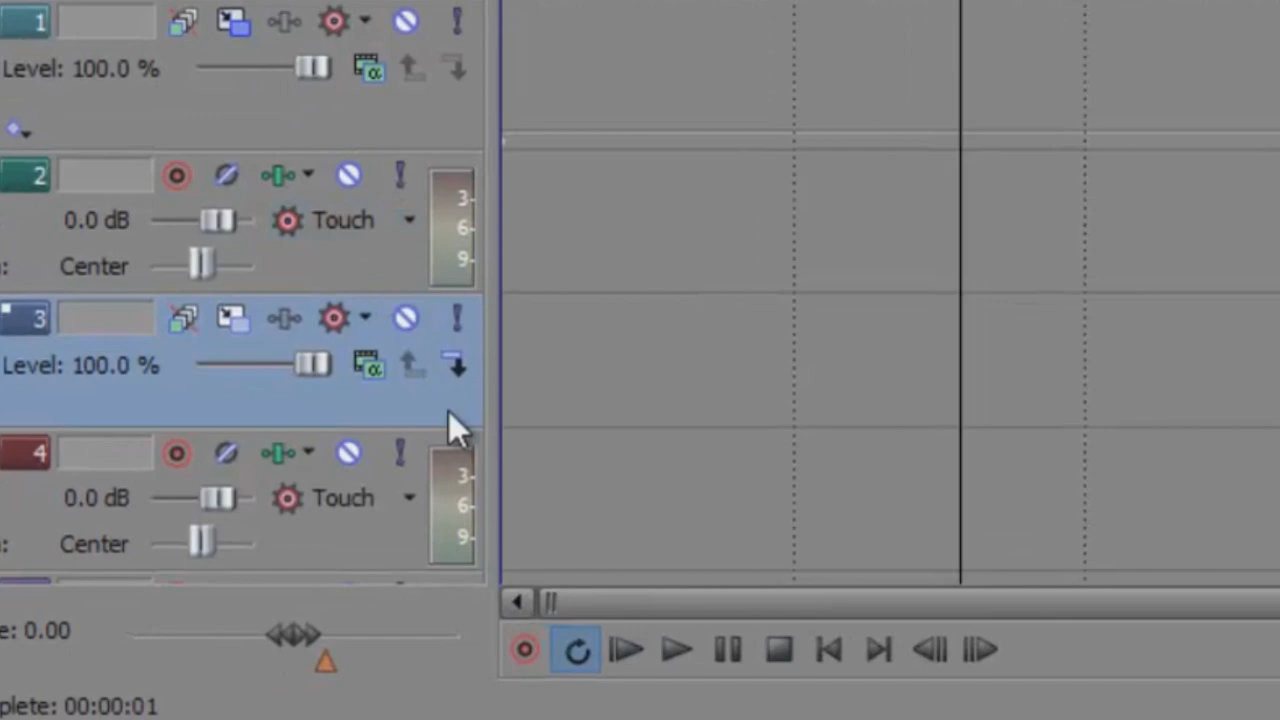 1
Level: 100.0 %
2
3
0.0 dB
Touch
6
: Center
9
3
Level: 100.0 %
4
3
0.0 dB
Touch
6
: Center
9
e: 0.00
plete: 00:00:01